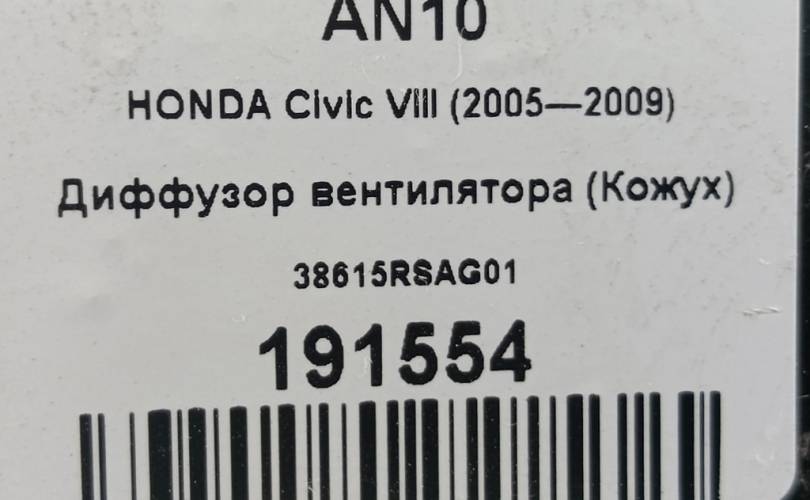 AN10
HONDA Civic VIII (2005—2009)
Диффузор вентилятора (Кожух)
38615RSAG01
191554